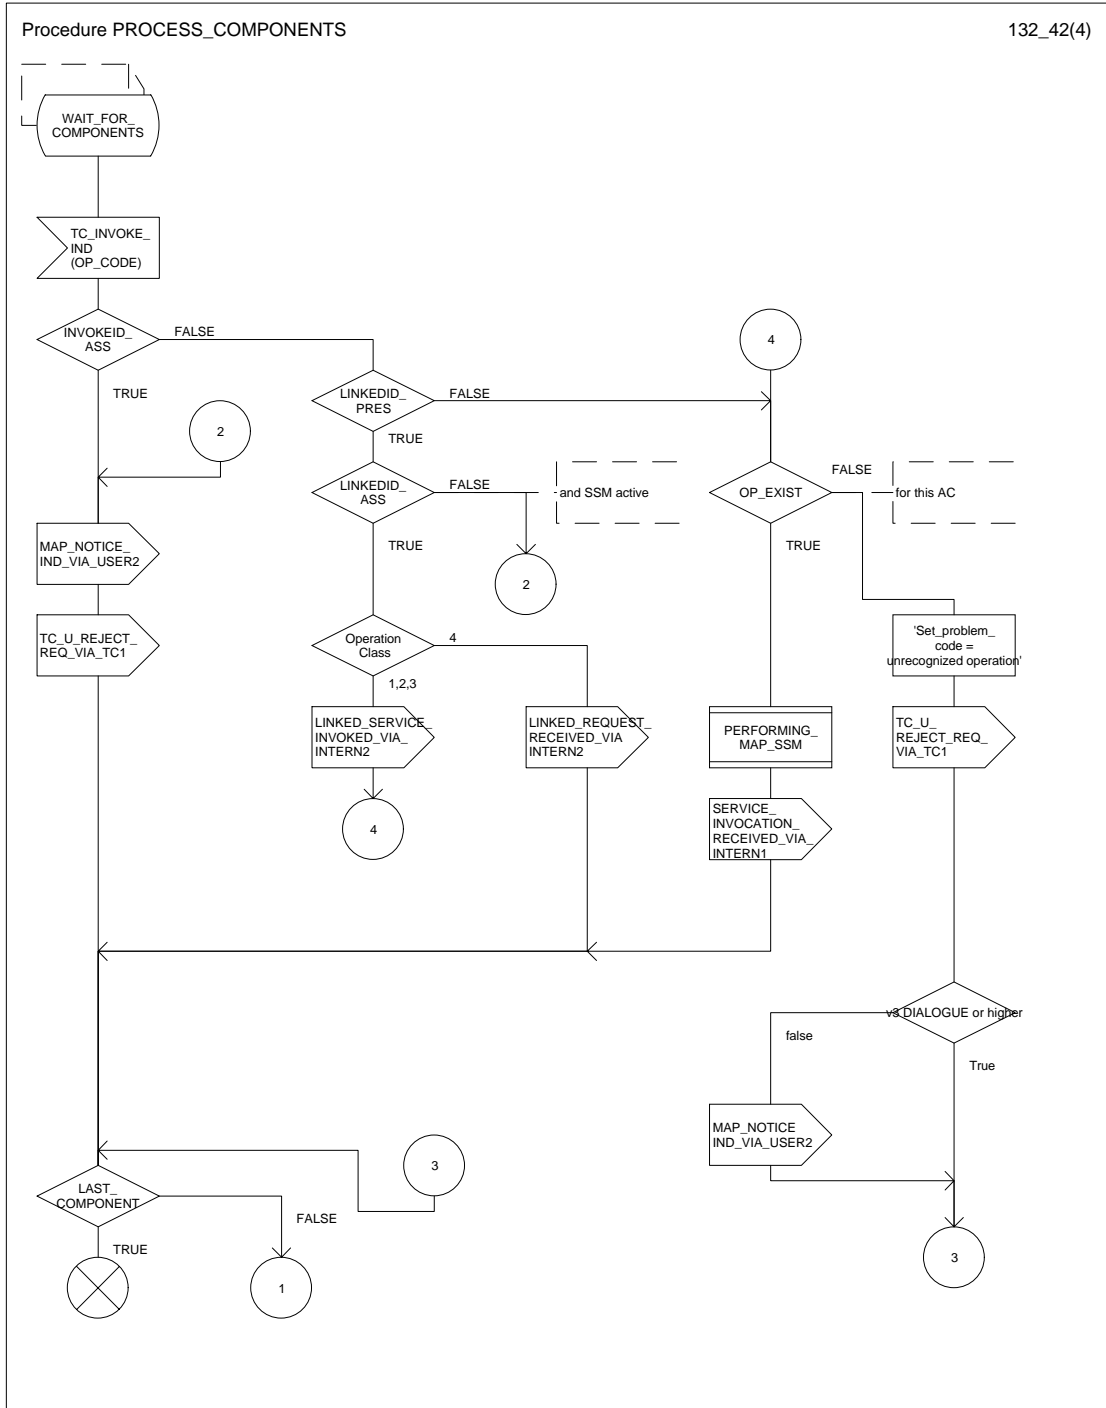 Procedure PROCESS_COMPONENTS
132_42(4)
WAIT_FOR_
COMPONENTS
TC_INVOKE_
IND
(OP_CODE)
INVOKEID_
ASS
FALSE
TRUE
2
4
LINKEDID_
PRES
FALSE
TRUE
LINKEDID_
ASS
FALSE
and SSM active
TRUE
2
OP_EXIST
FALSE
for this AC
TRUE
MAP_NOTICE_
IND_VIA_USER2
TC_U_REJECT_
REQ_VIA_TC1
Operation
Class
4
1,2,3
'Set_problem_
code =
unrecognized operation'
LINKED_SERVICE_
INVOKED_VIA_
INTERN2
LINKED_REQUEST_
RECEIVED_VIA
INTERN2
PERFORMING_
MAP_SSM
TC_U_
REJECT_REQ_
VIA_TC1
4
SERVICE_
INVOCATION_
RECEIVED_VIA_
INTERN1
v3 DIALOGUE or higher
false
True
MAP_NOTICE
IND_VIA_USER2
3
LAST_
COMPONENT
FALSE
TRUE
1
3